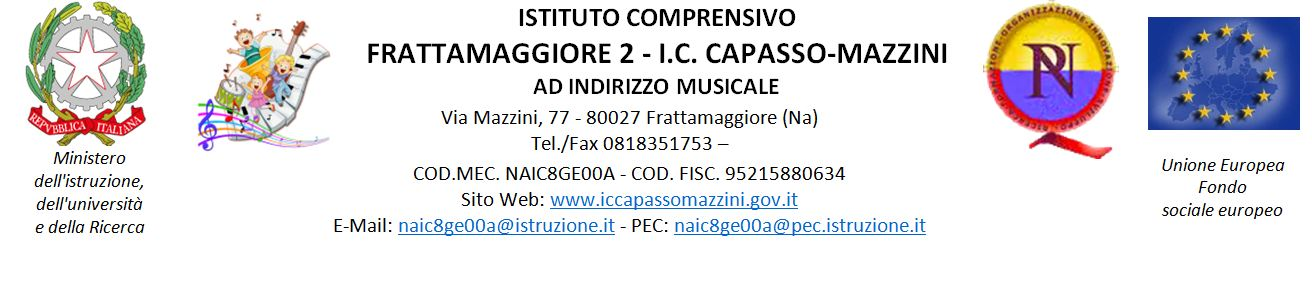 ISTITUTO COMPRENSIVO
FRATTAMAGGIORE 2 - I.C. CAPASSO-MAZZINI
AD INDIRIZZO MUSICALE
Via Mazzini, 77 - 80027 Frattamaggiore (Na)
Tel./Fax 0818351753 –
COD.MEC. NAIC8GE00A - COD. FISC. 95215880634
Sito Web: www.iccapassomazzini.gov.it
E-Mail: naic8ge00a@istruzione.it - PEC: naic8ge00a@pec.istruzione.it
REPVBBLICA ITALIANA
Ministero
dell'istruzione,
dell'università
e della Ricerca
Unione Europea
Fondo
sociale europeo